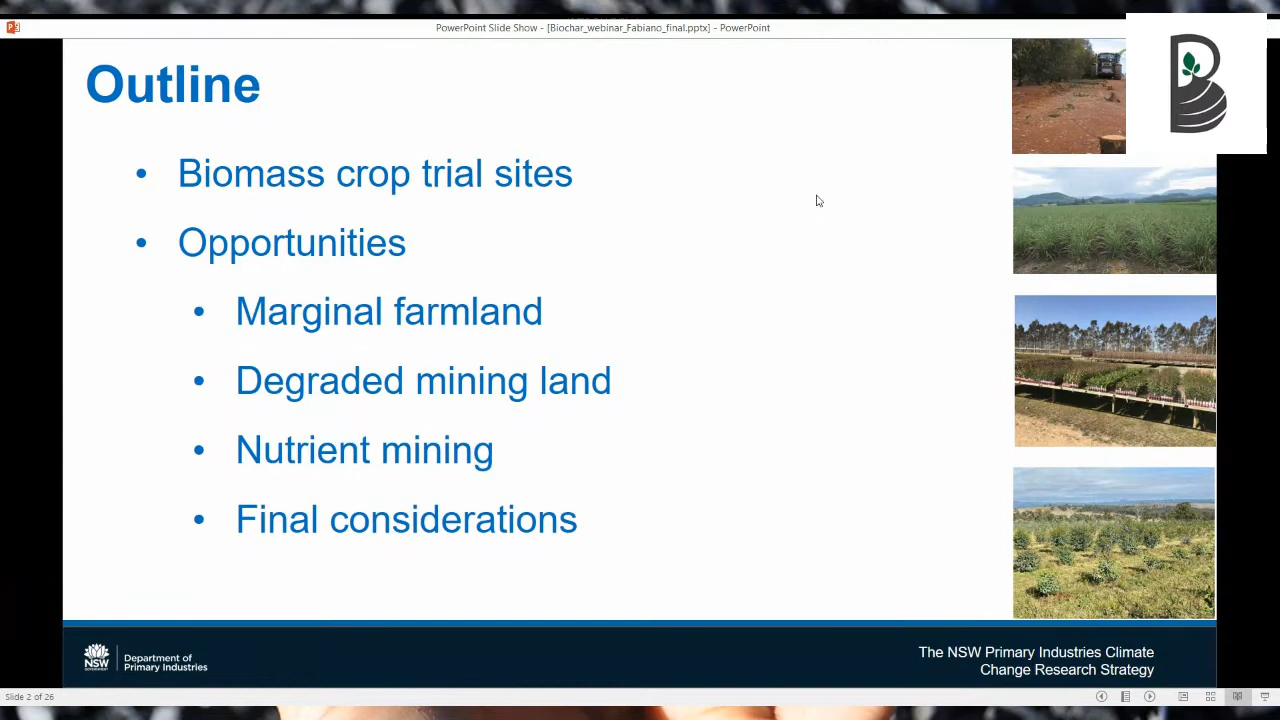 PowerPoint Slide Show - [Biochar_webinar_Fabiano_final.pptx] - PowerPoint
Outline
• Biomass crop trial sites
• Opportunities
• Marginal farmland
• Degraded mining land
• Nutrient mining
• Final considerations
NSW
GOVERNMENT
Department of
Primary Industries
The NSW Primary Industries Climate
Change Research Strategy
Slide 2 of 26